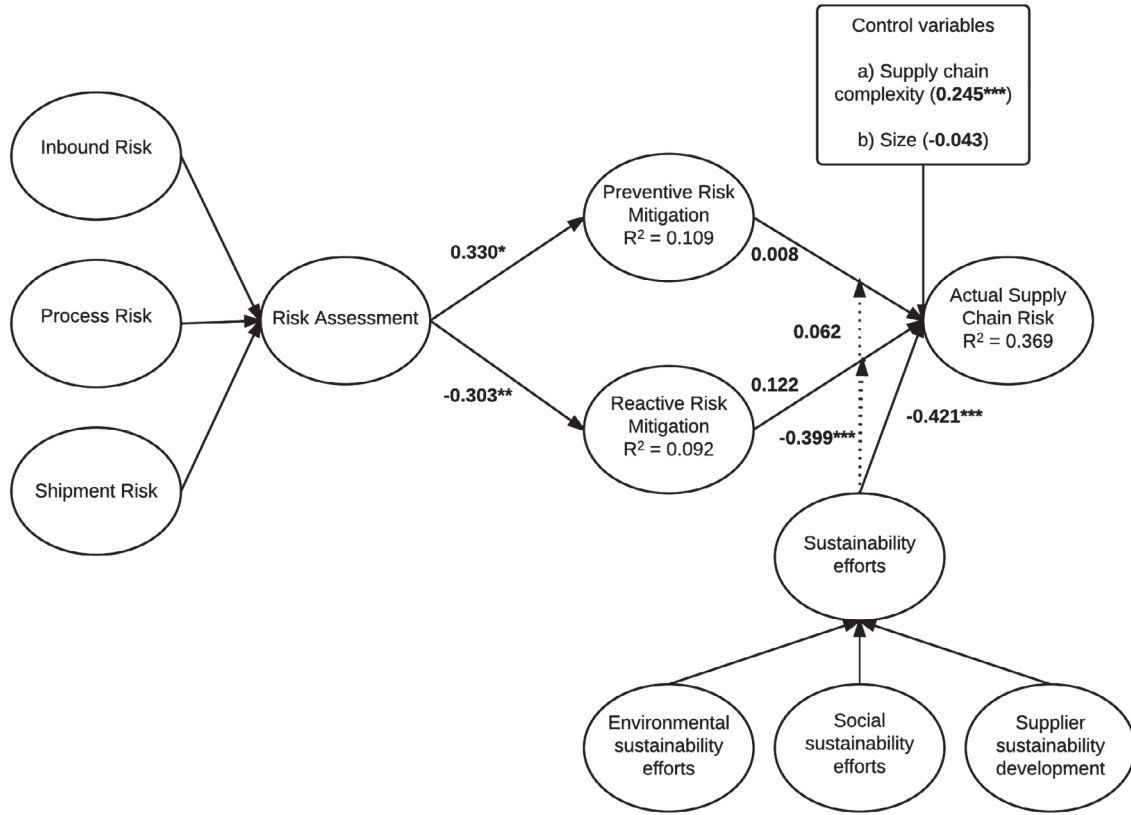 Control variables
a) Supply chain
complexity (0.245***)
b) Size (-0.043)
Inbound Risk
Process Risk
Shipment Risk
Risk Assessment
0.330*
-0.303**
Preventive Risk
Mitigation
R² = 0.109
Reactive Risk
Mitigation
R² = 0.092
0.008
0.062
0.122
-0.399***
-0.421***
Actual Supply
Chain Risk
R² = 0.369
Sustainability
efforts
Environmental
sustainability
efforts
Social
sustainability
efforts
Supplier
sustainability
development